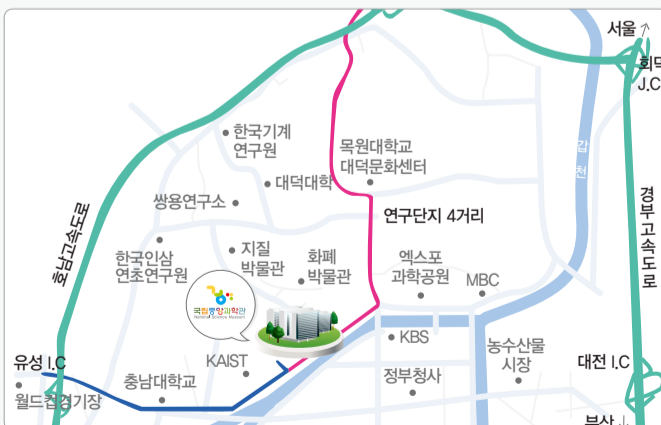 서울
회덕
J.C
한국기계
연구원
목원대학교
대덕문화센터
갑천
대덕대학
쌍용연구소
연구단지 4거리
호남고속도로
경부고속도로
한국인삼
연초연구원
지질
박물관
화폐
박물관
엑스포
과학공원
MBC
국립중앙과학관
National Science Museum
KBS
농수산물
시장
유성 I.C
KAIST
대전 I.C
충남대학교
정부청사
월드컵경기장
부산 J.